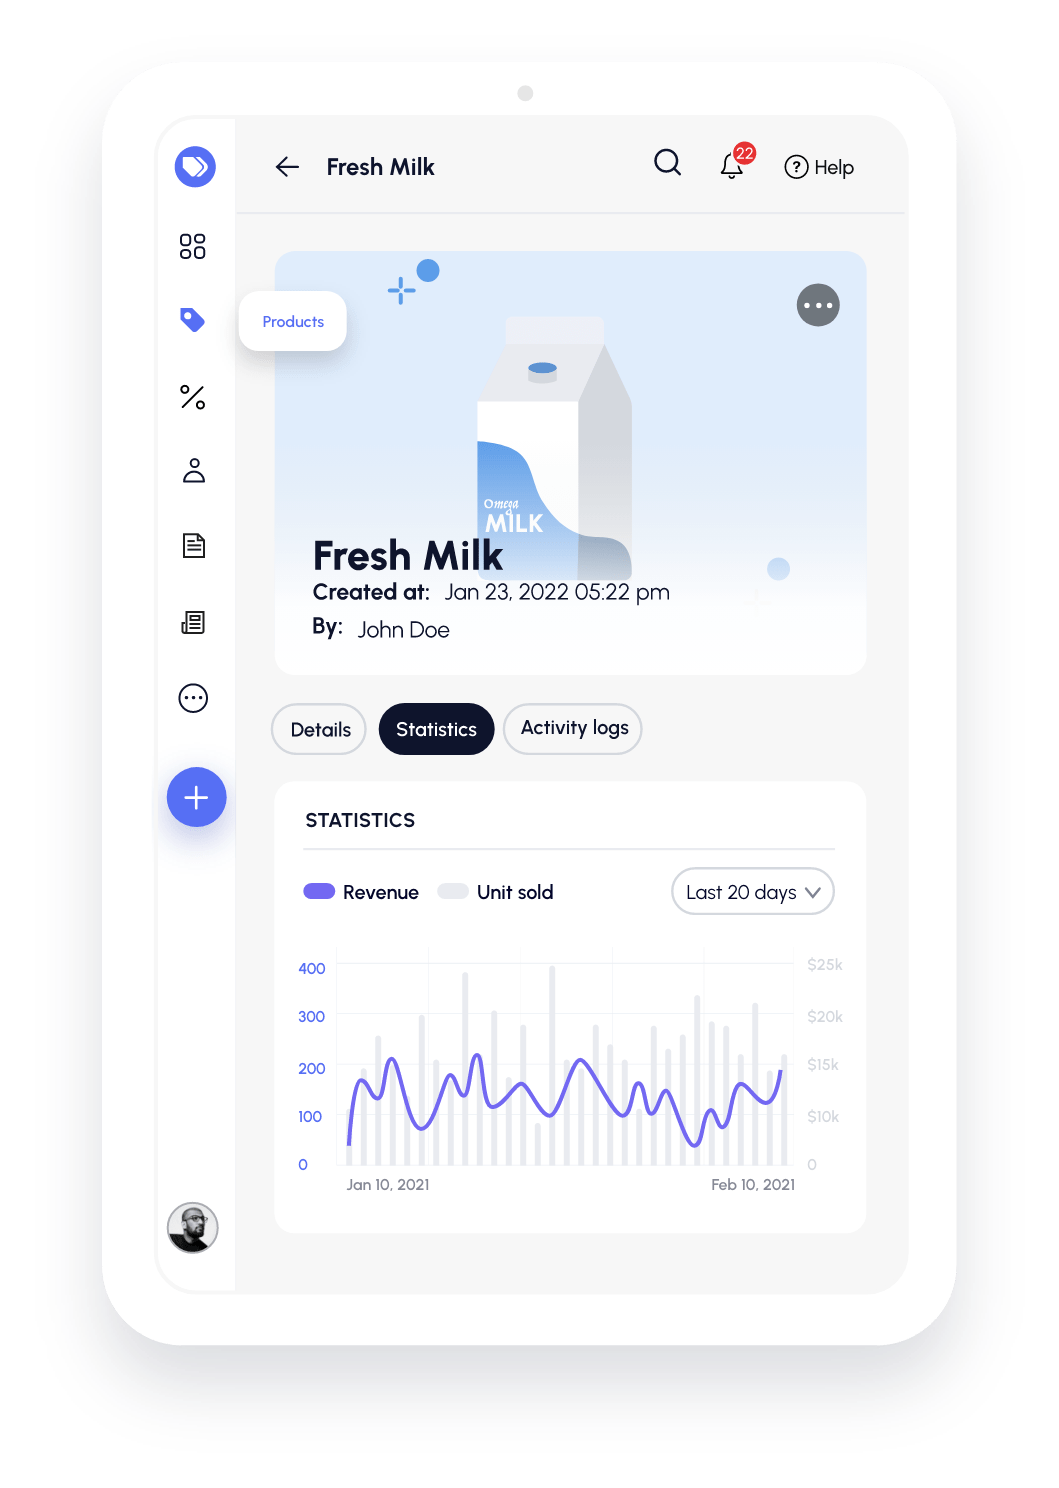 Fresh Milk
22
Help
Products
Omega
MILK
Fresh Milk
Created at: Jan 23, 2022 05:22 pm
By: John Doe
Details
Statistics
Activity logs
STATISTICS
Revenue
Unit sold
Last 20 days
400
300
200
100
0
$25k
$20k
$15k
$10k
0
Jan 10, 2021
Feb 10, 2021